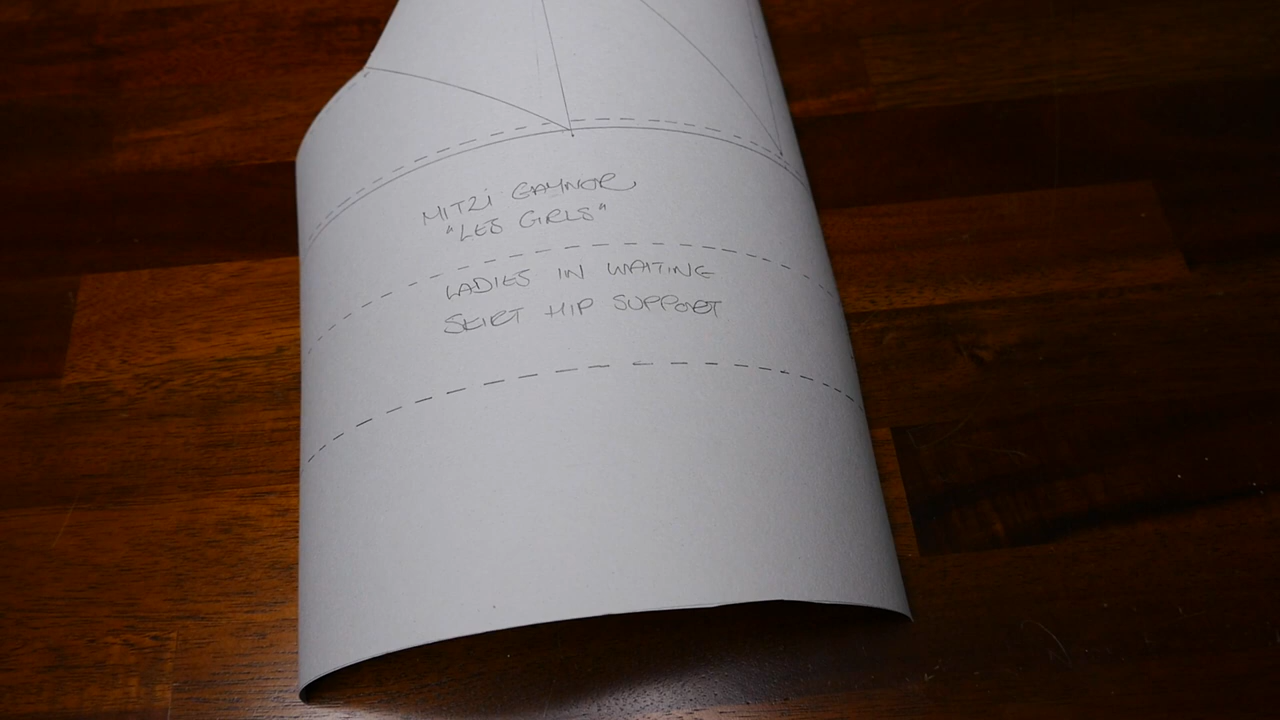 MITZI GAYNOR
"LES GIRLS"
LADIES IN WAITING
SKIRT HIP SUPPORT